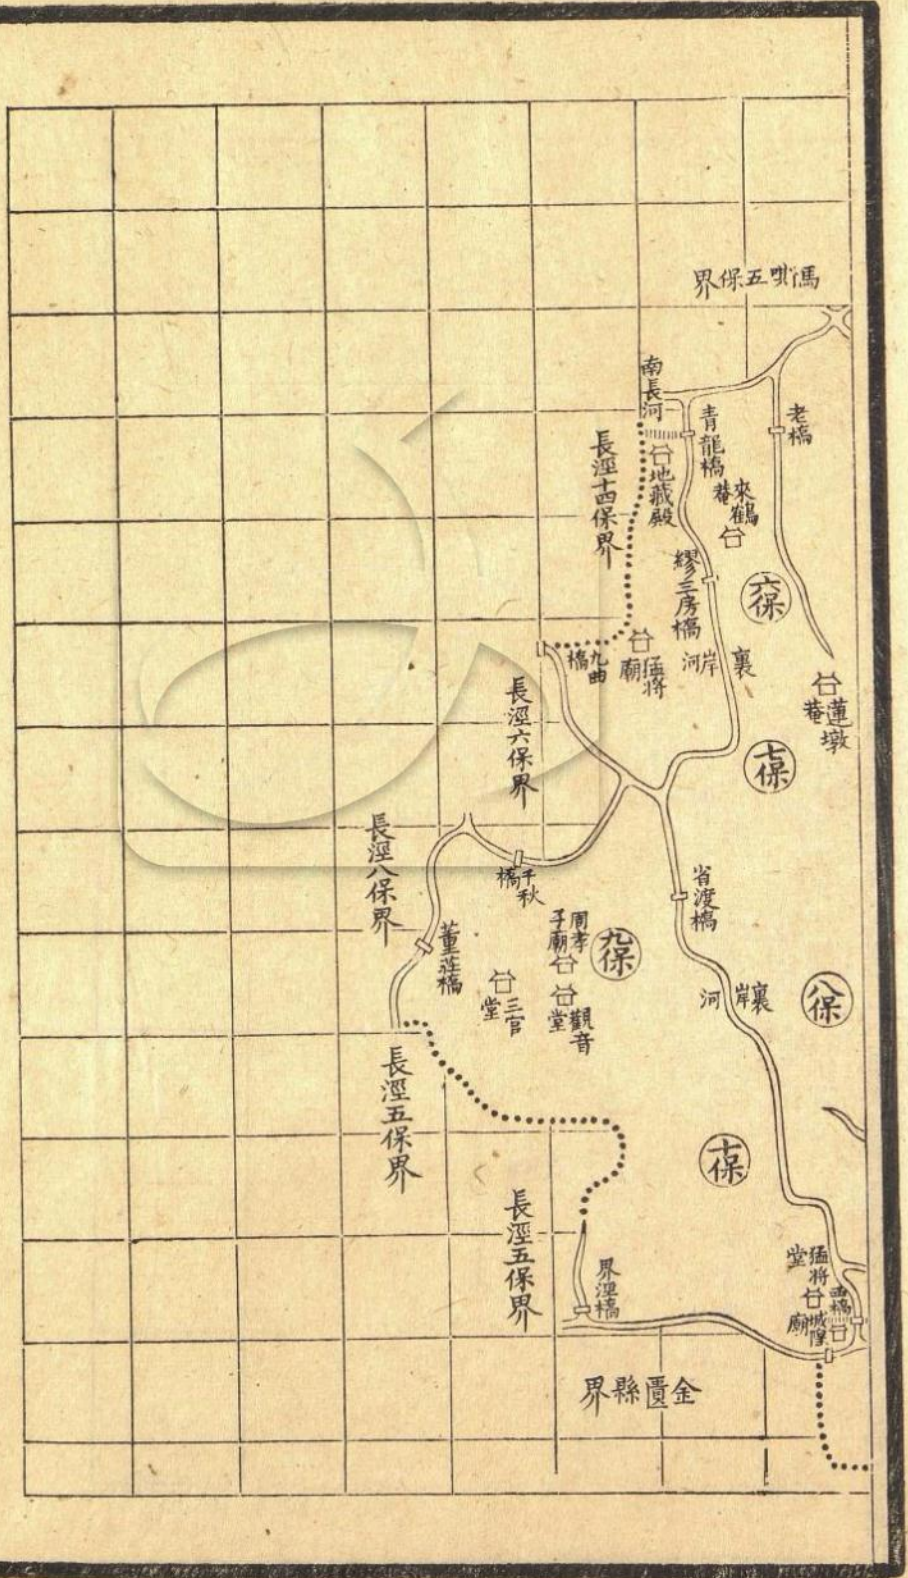 馬嘶五保界
南長河
老橋
青龍橋
長涇十四保界
地藏殿
來鶴菴
繆三房橋
六保
裏岸河
猛將廟
九曲橋
蓮墩菴
長涇六保界
七保
長涇八保界
千秋橋
省渡橋
周孝子廟
九保
董莊橋
三官堂
觀音堂
裏岸河
八保
長涇五保界
十保
長涇五保界
界涇橋
猛將堂
西橋
城隍廟
金匱縣界